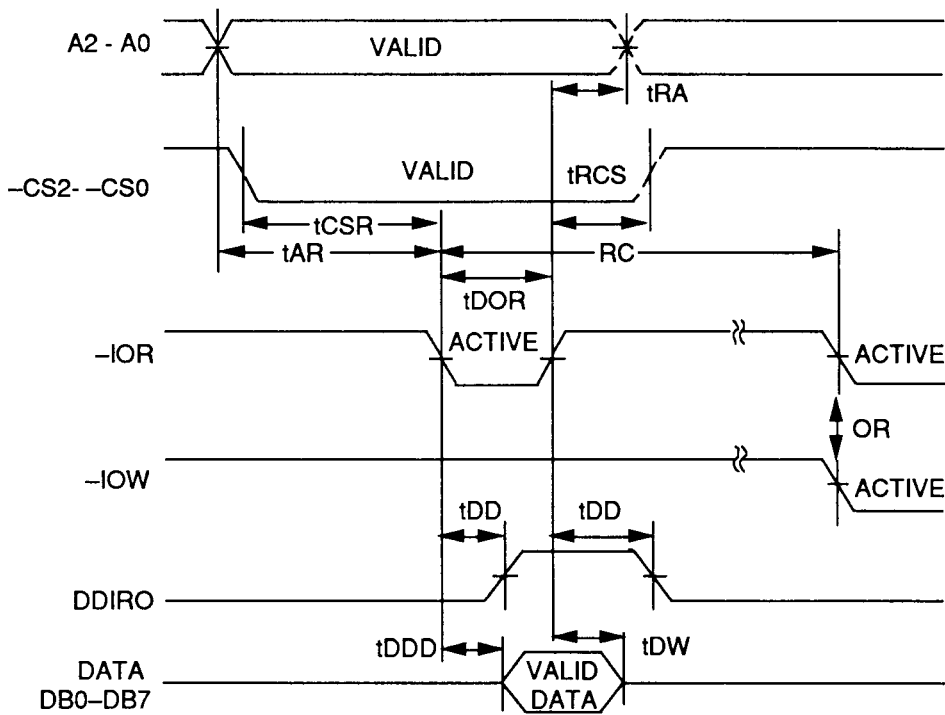 A2 - A0
VALID
tRA
–CS2- –CS0
VALID
tRCS
tCSR
tAR
RC
tDOR
–IOR
ACTIVE
ACTIVE
OR
–IOW
ACTIVE
tDD
tDD
DDIRO
tDDD
tDW
DATA
DB0–DB7
VALID
DATA